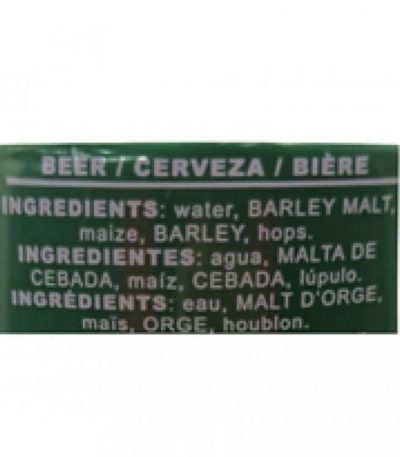 BEER / CERVEZA / BIÈRE
INGREDIENTS: water, BARLEY MALT,
maize, BARLEY, hops.
INGREDIENTES: agua, MALTA DE
CEBADA, maíz, CEBADA, lúpulo.
INGRÉDIENTS: eau, MALT D'ORGE,
maïs, ORGE, houblon.